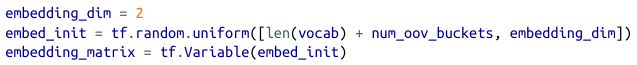 embedding_dim = 2
embed_init = tf.random.uniform([len(vocab) + num_oov_buckets, embedding_dim])
embedding_matrix = tf.Variable(embed_init)